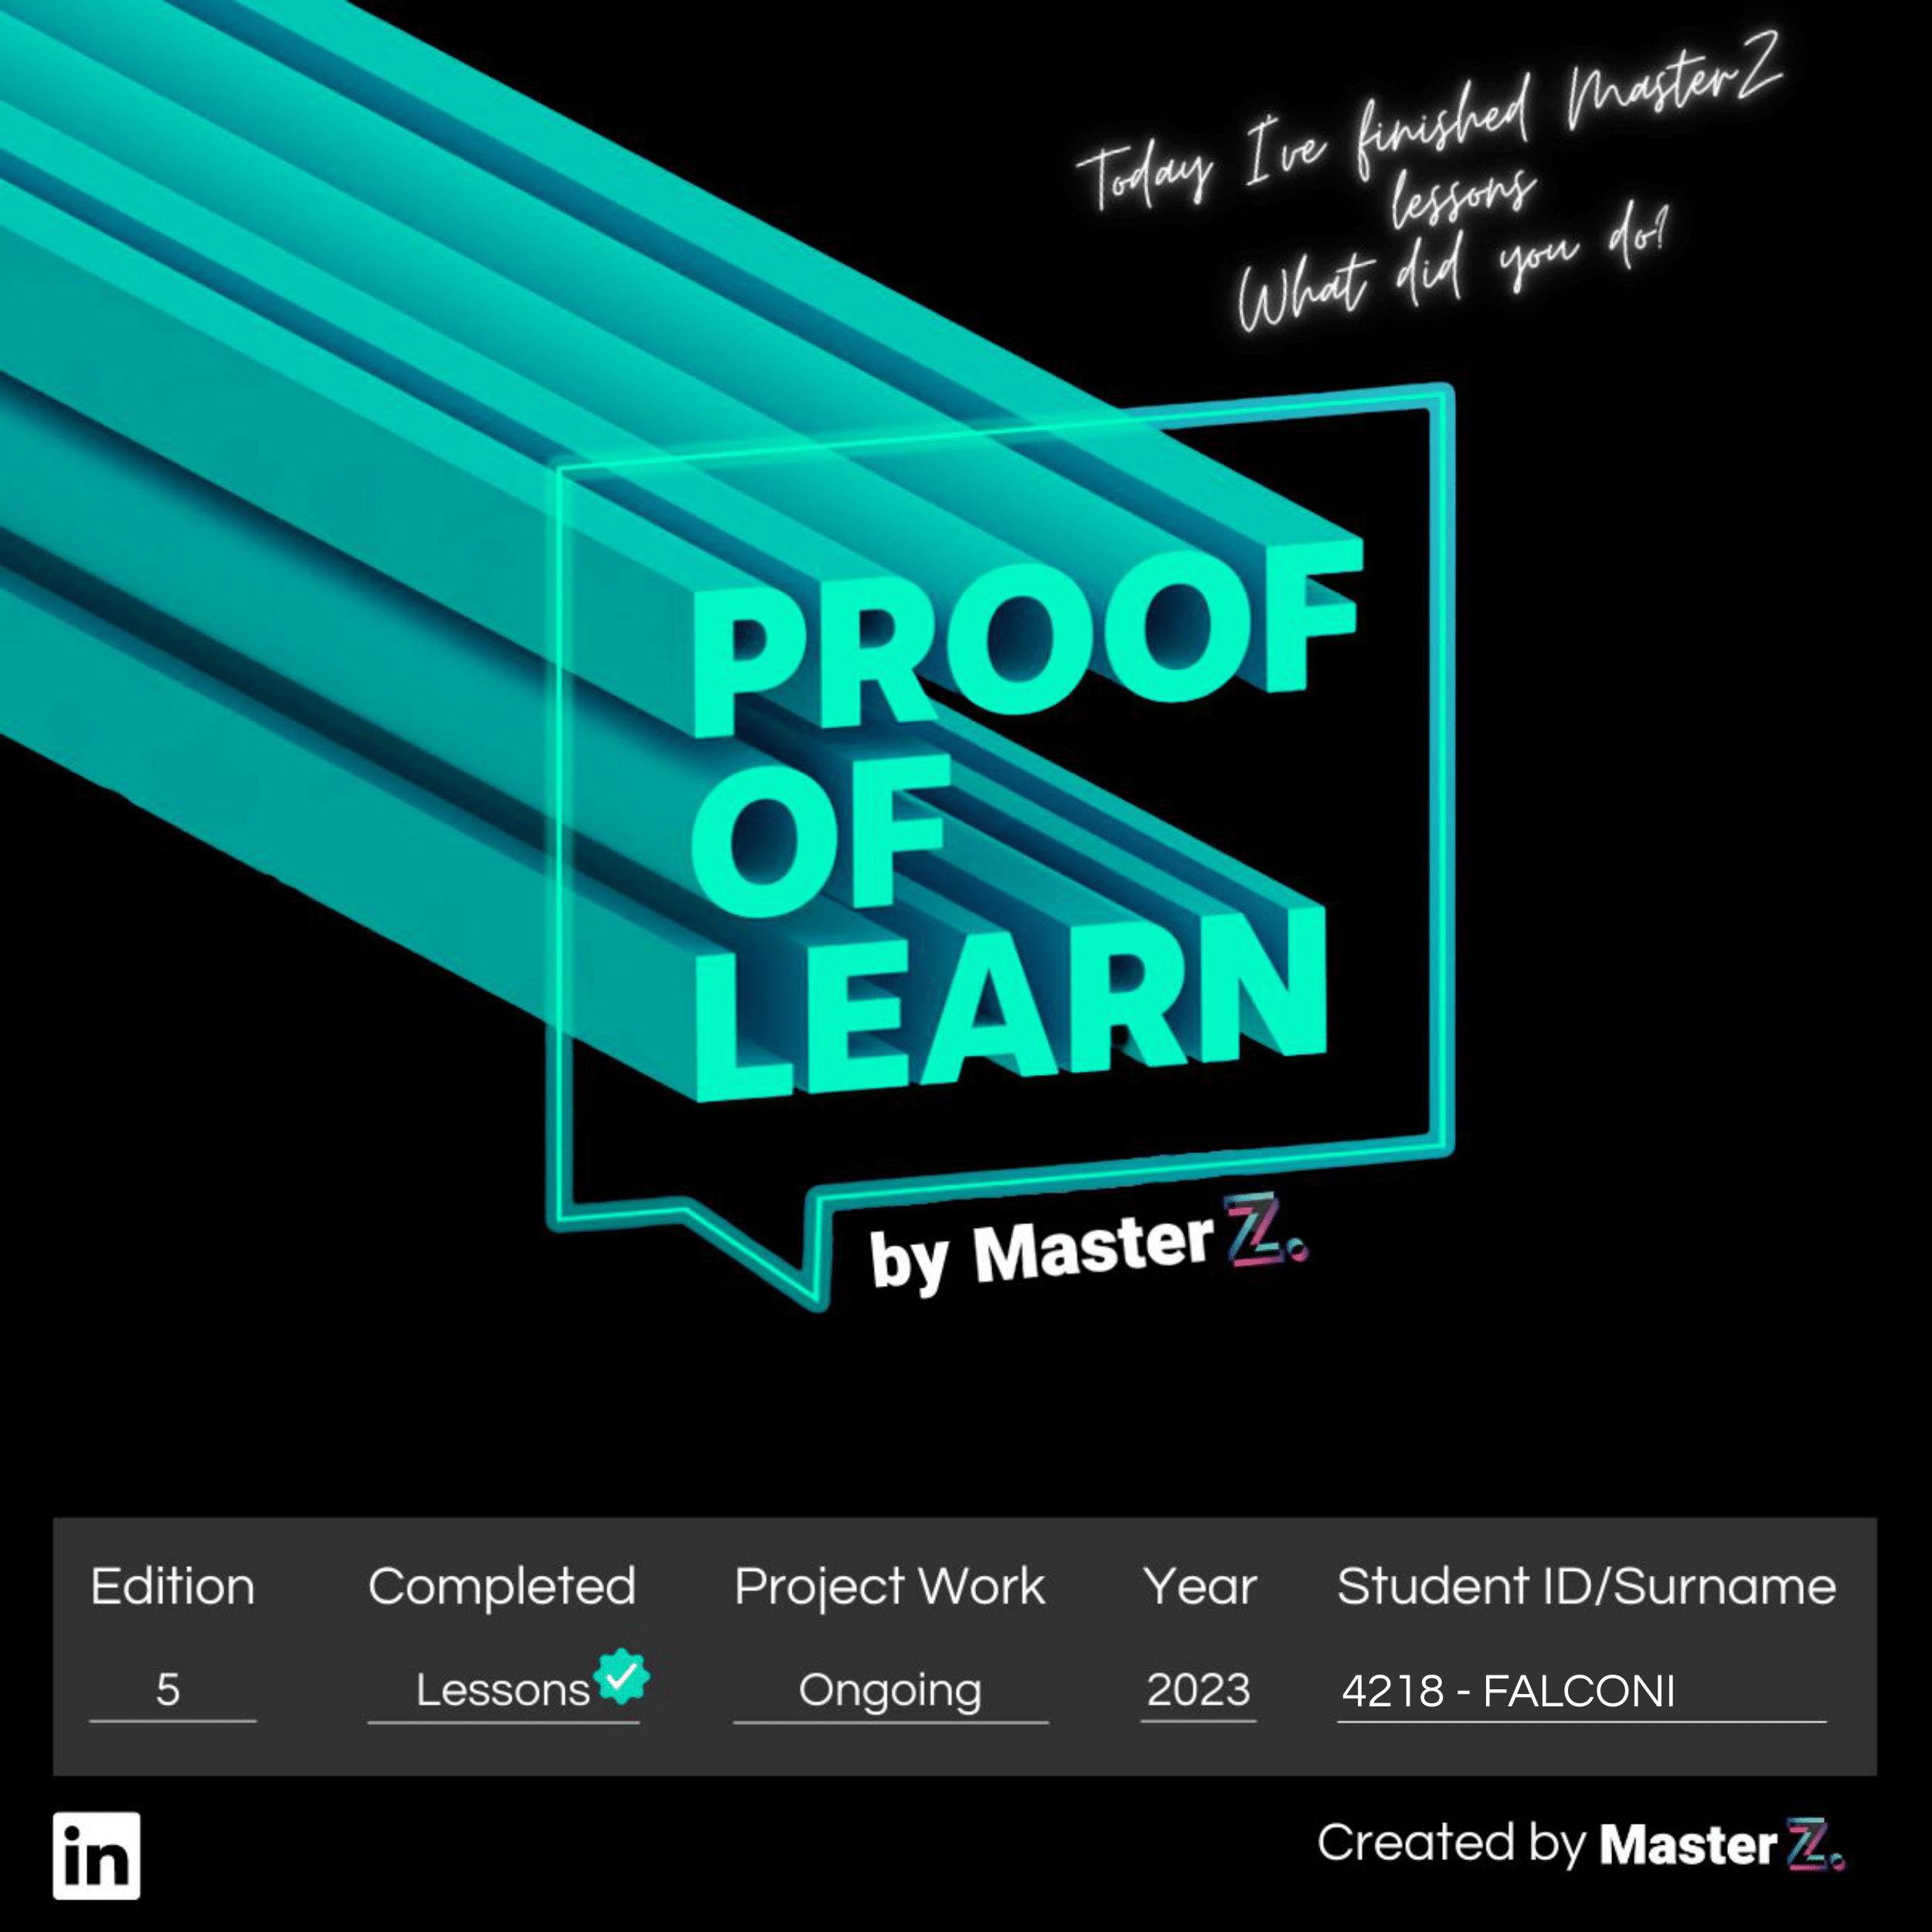 Today I've finished MasterZ
lessons
What did you do?
PROOF
OF
LEARN
by Master Z.
Edition
Completed
Project Work
Year
Student ID/Surname
5
Lessons
Ongoing
2023
4218 - FALCONI
in
Created by Master Z.